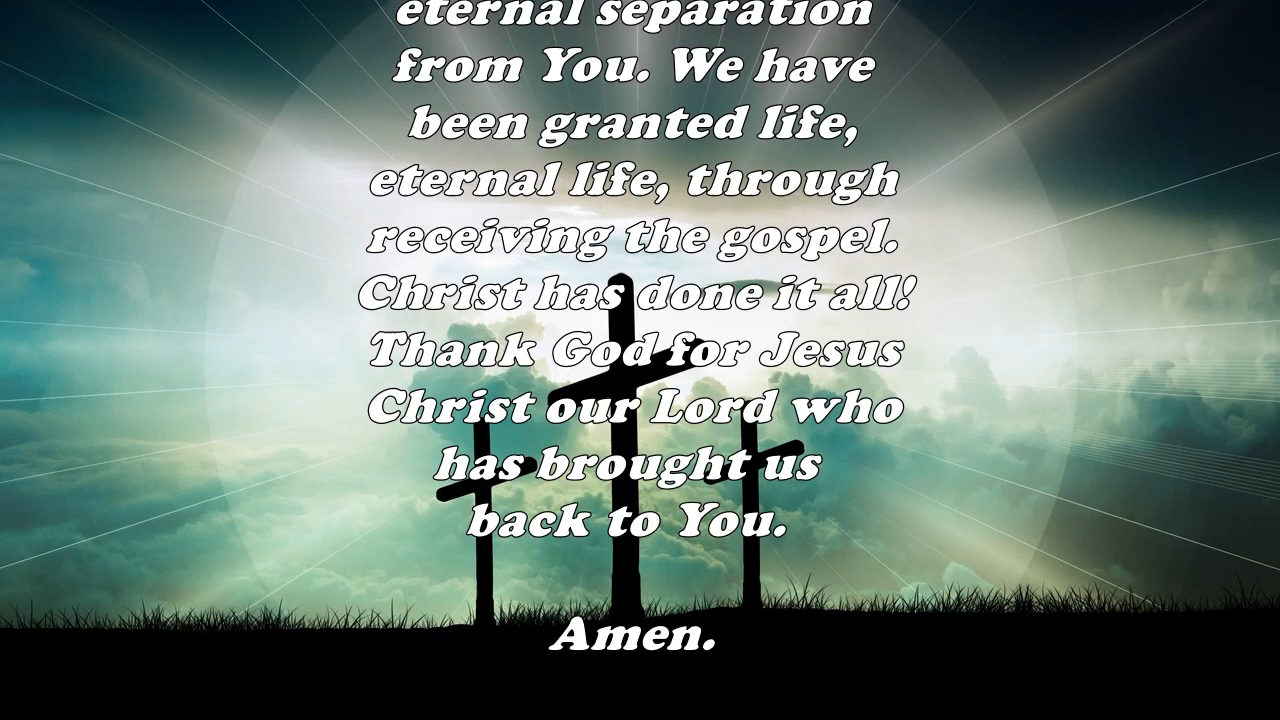 eternal separation
from You. We have
been granted life,
eternal life, through
receiving the gospel.
Christ has done it all!
Thank God for Jesus
Christ our Lord who
has brought us
back to You.
Amen.